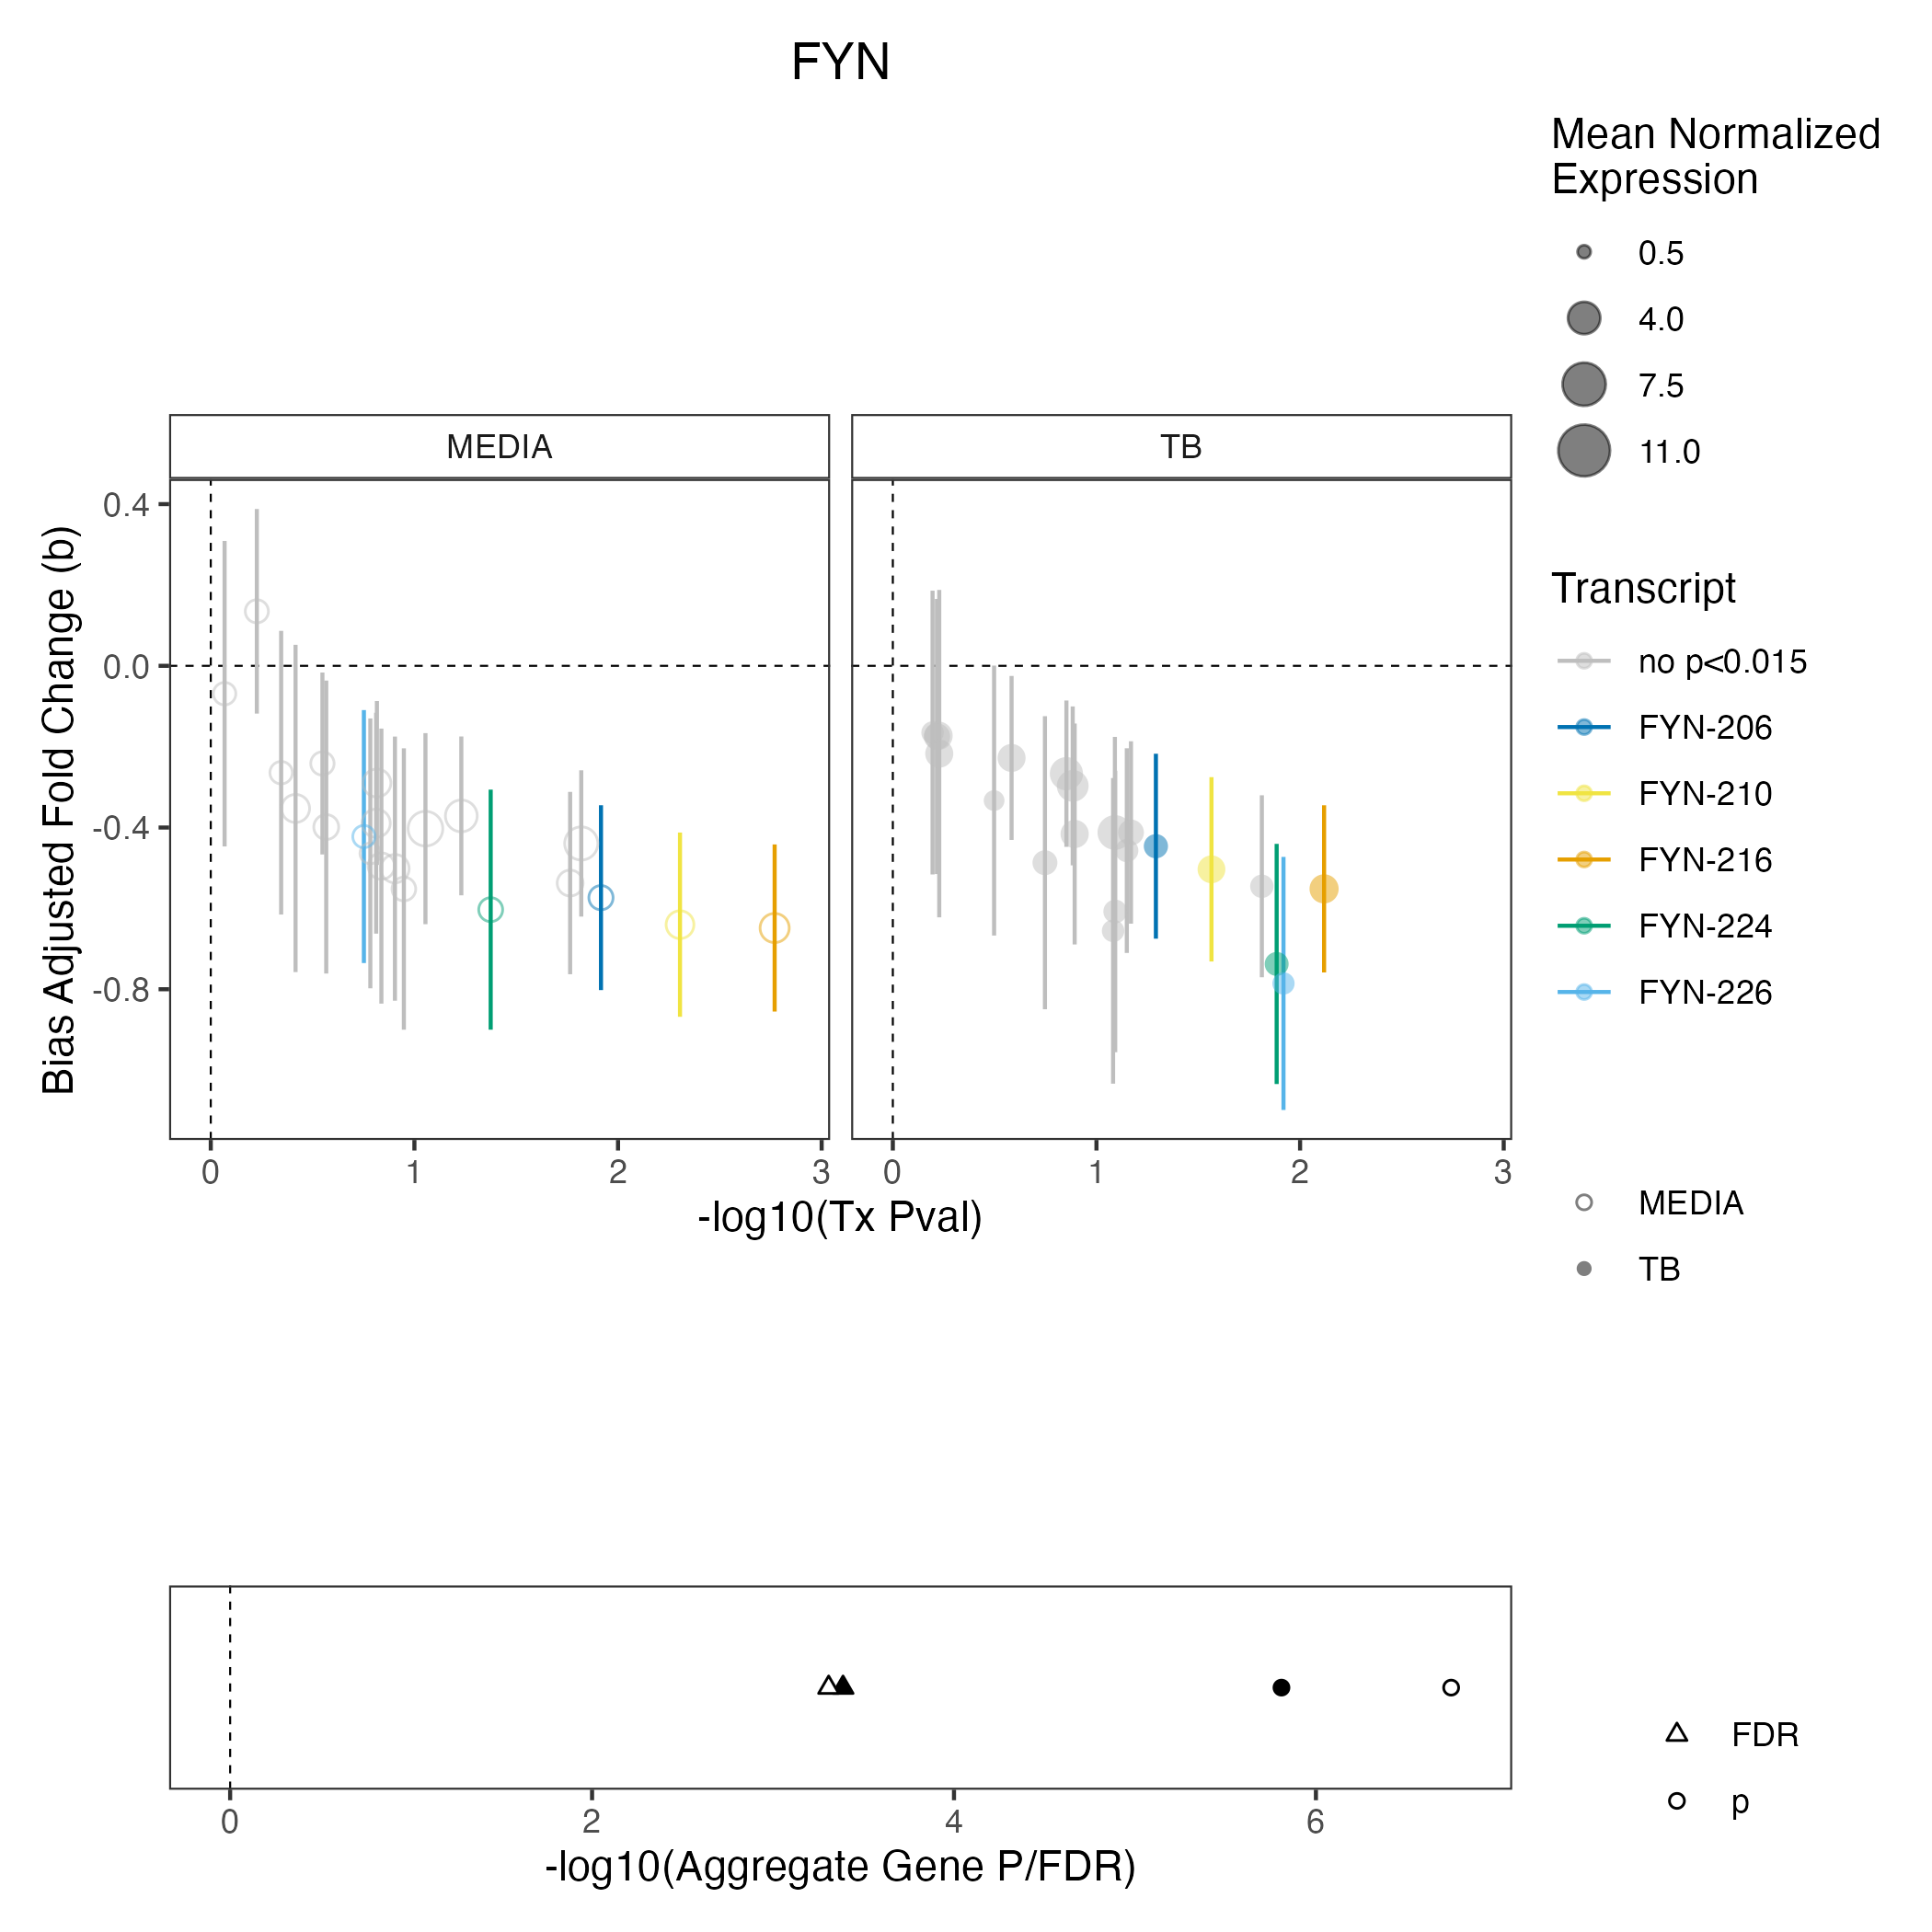 FYN
MEDIA
TB
0.4
0.0
-0.4
-0.8
Bias Adjusted Fold Change (b)
0 1 2 3
0 1 2 3
-log10(Tx Pval)
Mean Normalized
Expression
0.5
4.0
7.5
11.0
Transcript
no p<0.015
FYN-206
FYN-210
FYN-216
FYN-224
FYN-226
MEDIA
TB
0 2 4 6
-log10(Aggregate Gene P/FDR)
FDR
p